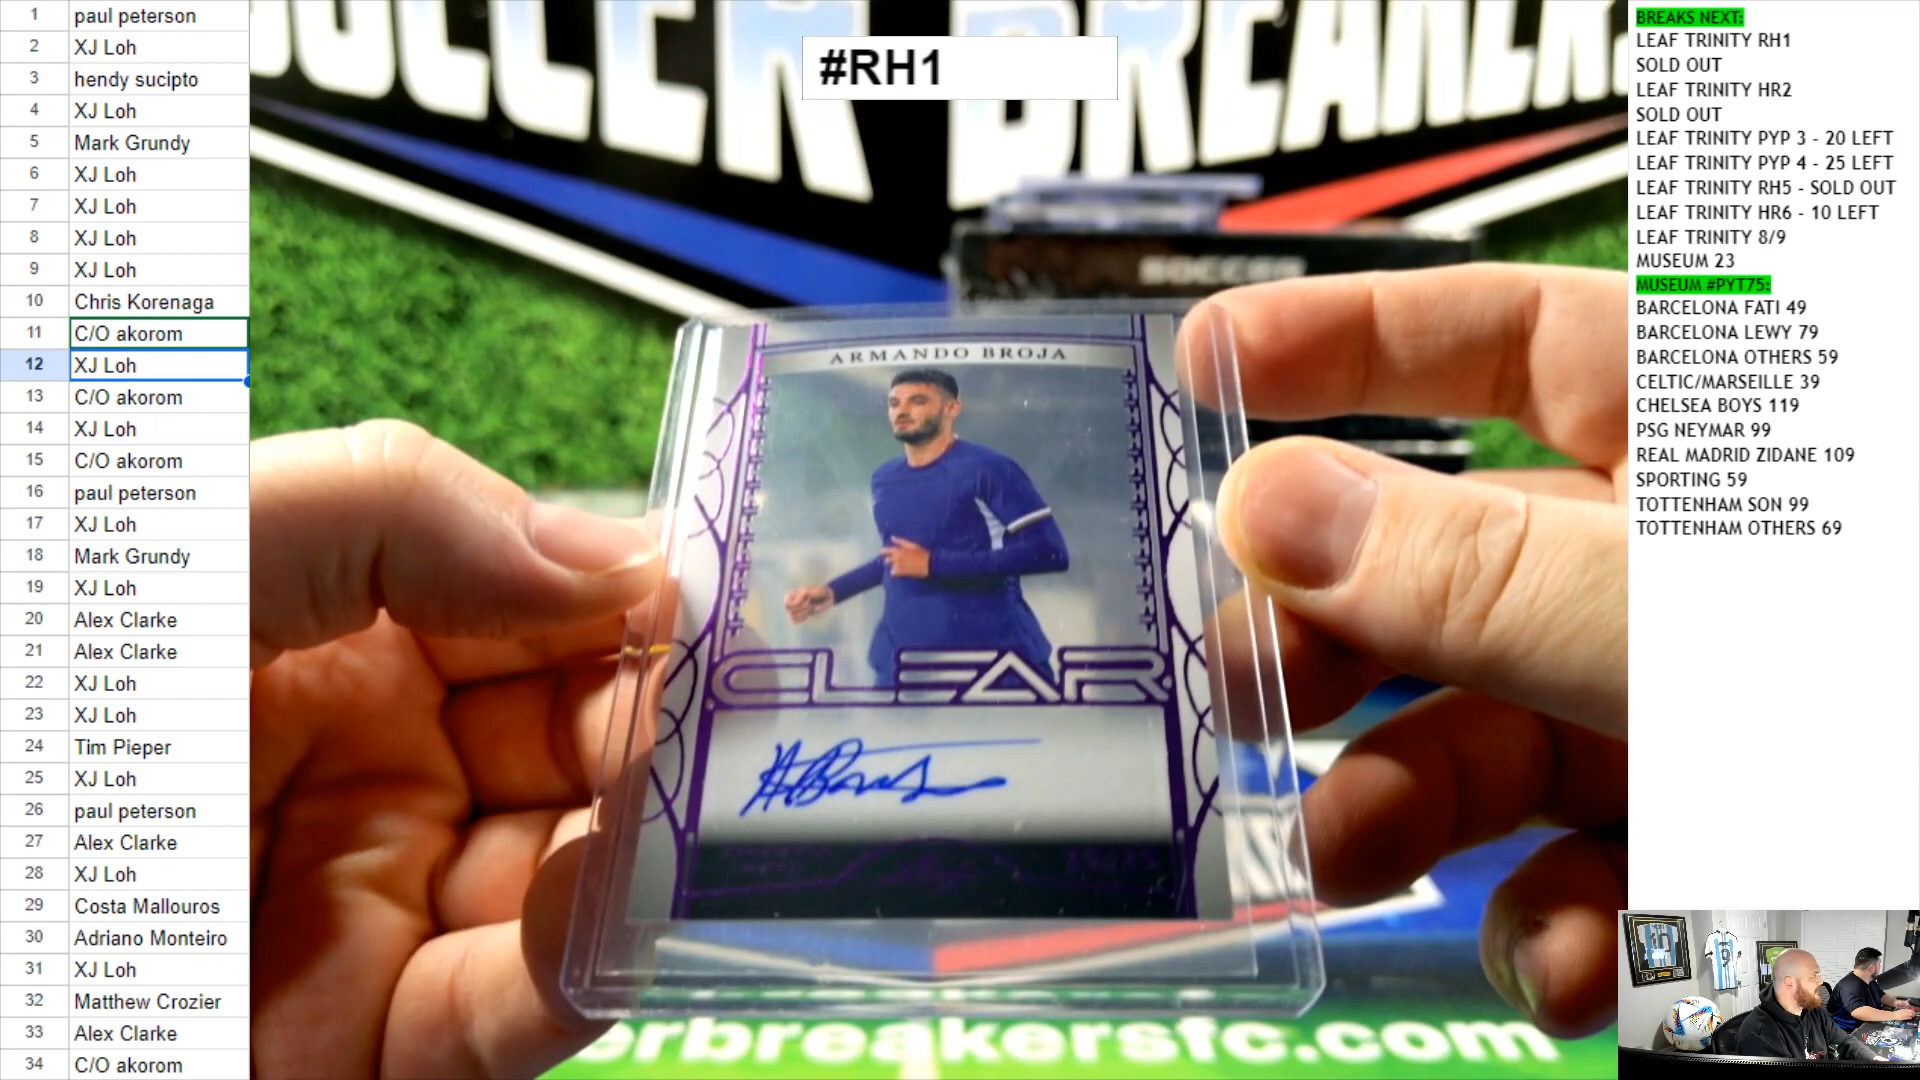 1 paul peterson
2 XJ Loh
3 hendy sucipto
4 XJ Loh
5 Mark Grundy
6 XJ Loh
7 XJ Loh
8 XJ Loh
9 XJ Loh
10 Chris Korenaga
11 C/O akorom
12 XJ Loh
13 C/O akorom
14 XJ Loh
15 C/O akorom
16 paul peterson
17 XJ Loh
18 Mark Grundy
19 XJ Loh
20 Alex Clarke
21 Alex Clarke
22 XJ Loh
23 XJ Loh
24 Tim Pieper
25 XJ Loh
26 paul peterson
27 Alex Clarke
28 XJ Loh
29 Costa Mallouros
30 Adriano Monteiro
31 XJ Loh
32 Matthew Crozier
33 Alex Clarke
34 C/O akorom
SOCCER BREAKERS
#RH1
SOCCER
ARMANDO BROJA
CLEAR
erbreakersfc.com
BREAKS NEXT:
LEAF TRINITY RH1
SOLD OUT
LEAF TRINITY HR2
SOLD OUT
LEAF TRINITY PYP 3 - 20 LEFT
LEAF TRINITY PYP 4 - 25 LEFT
LEAF TRINITY RH5 - SOLD OUT
LEAF TRINITY HR6 - 10 LEFT
LEAF TRINITY 8/9
MUSEUM 23
MUSEUM #PYT75:
BARCELONA FATI 49
BARCELONA LEWY 79
BARCELONA OTHERS 59
CELTIC/MARSEILLE 39
CHELSEA BOYS 119
PSG NEYMAR 99
REAL MADRID ZIDANE 109
SPORTING 59
TOTTENHAM SON 99
TOTTENHAM OTHERS 69